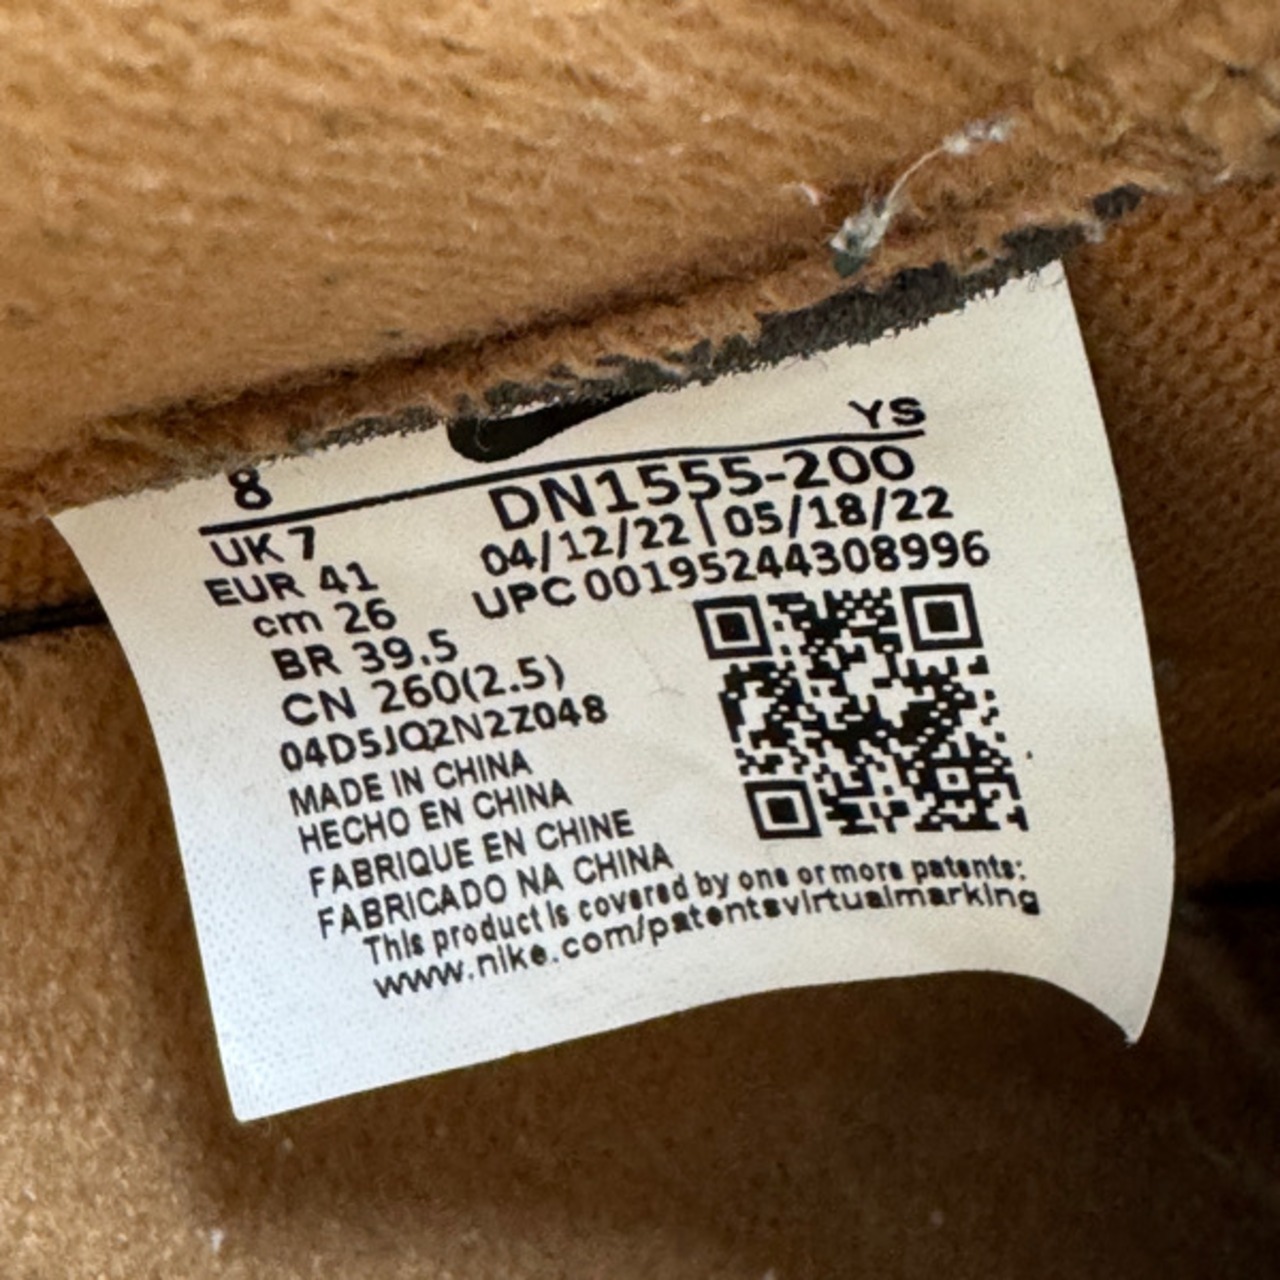 8 YS
UK 7 DN1555-200
EUR 41 04/12/22 | 05/18/22
cm 26 UPC 00195244308996
BR 39.5
CN 260(2.5)
04D5JQ2N2Z048
MADE IN CHINA
HECHO EN CHINA
FABRIQUE EN CHINE
FABRICADO NA CHINA
This product is covered by one or more patents:
www.nike.com/patentsvirtualmarking